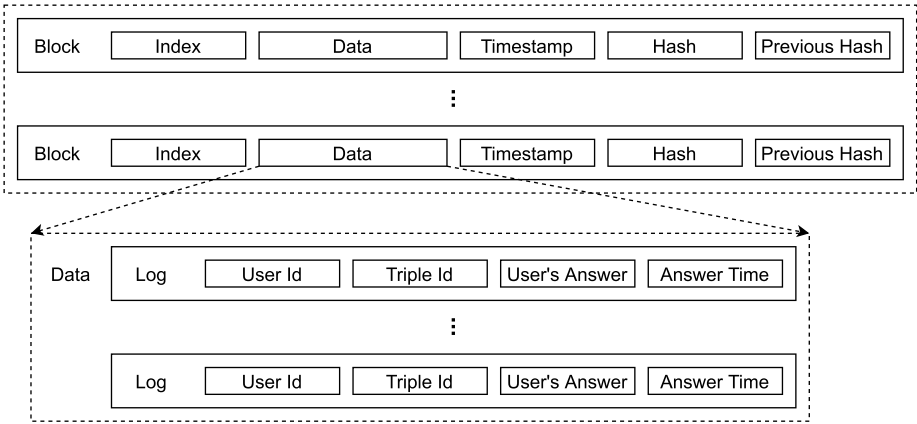 Block Index Data Timestamp Hash Previous Hash
Block Index Data Timestamp Hash Previous Hash
Data Log User Id Triple Id User's Answer Answer Time
Log User Id Triple Id User's Answer Answer Time